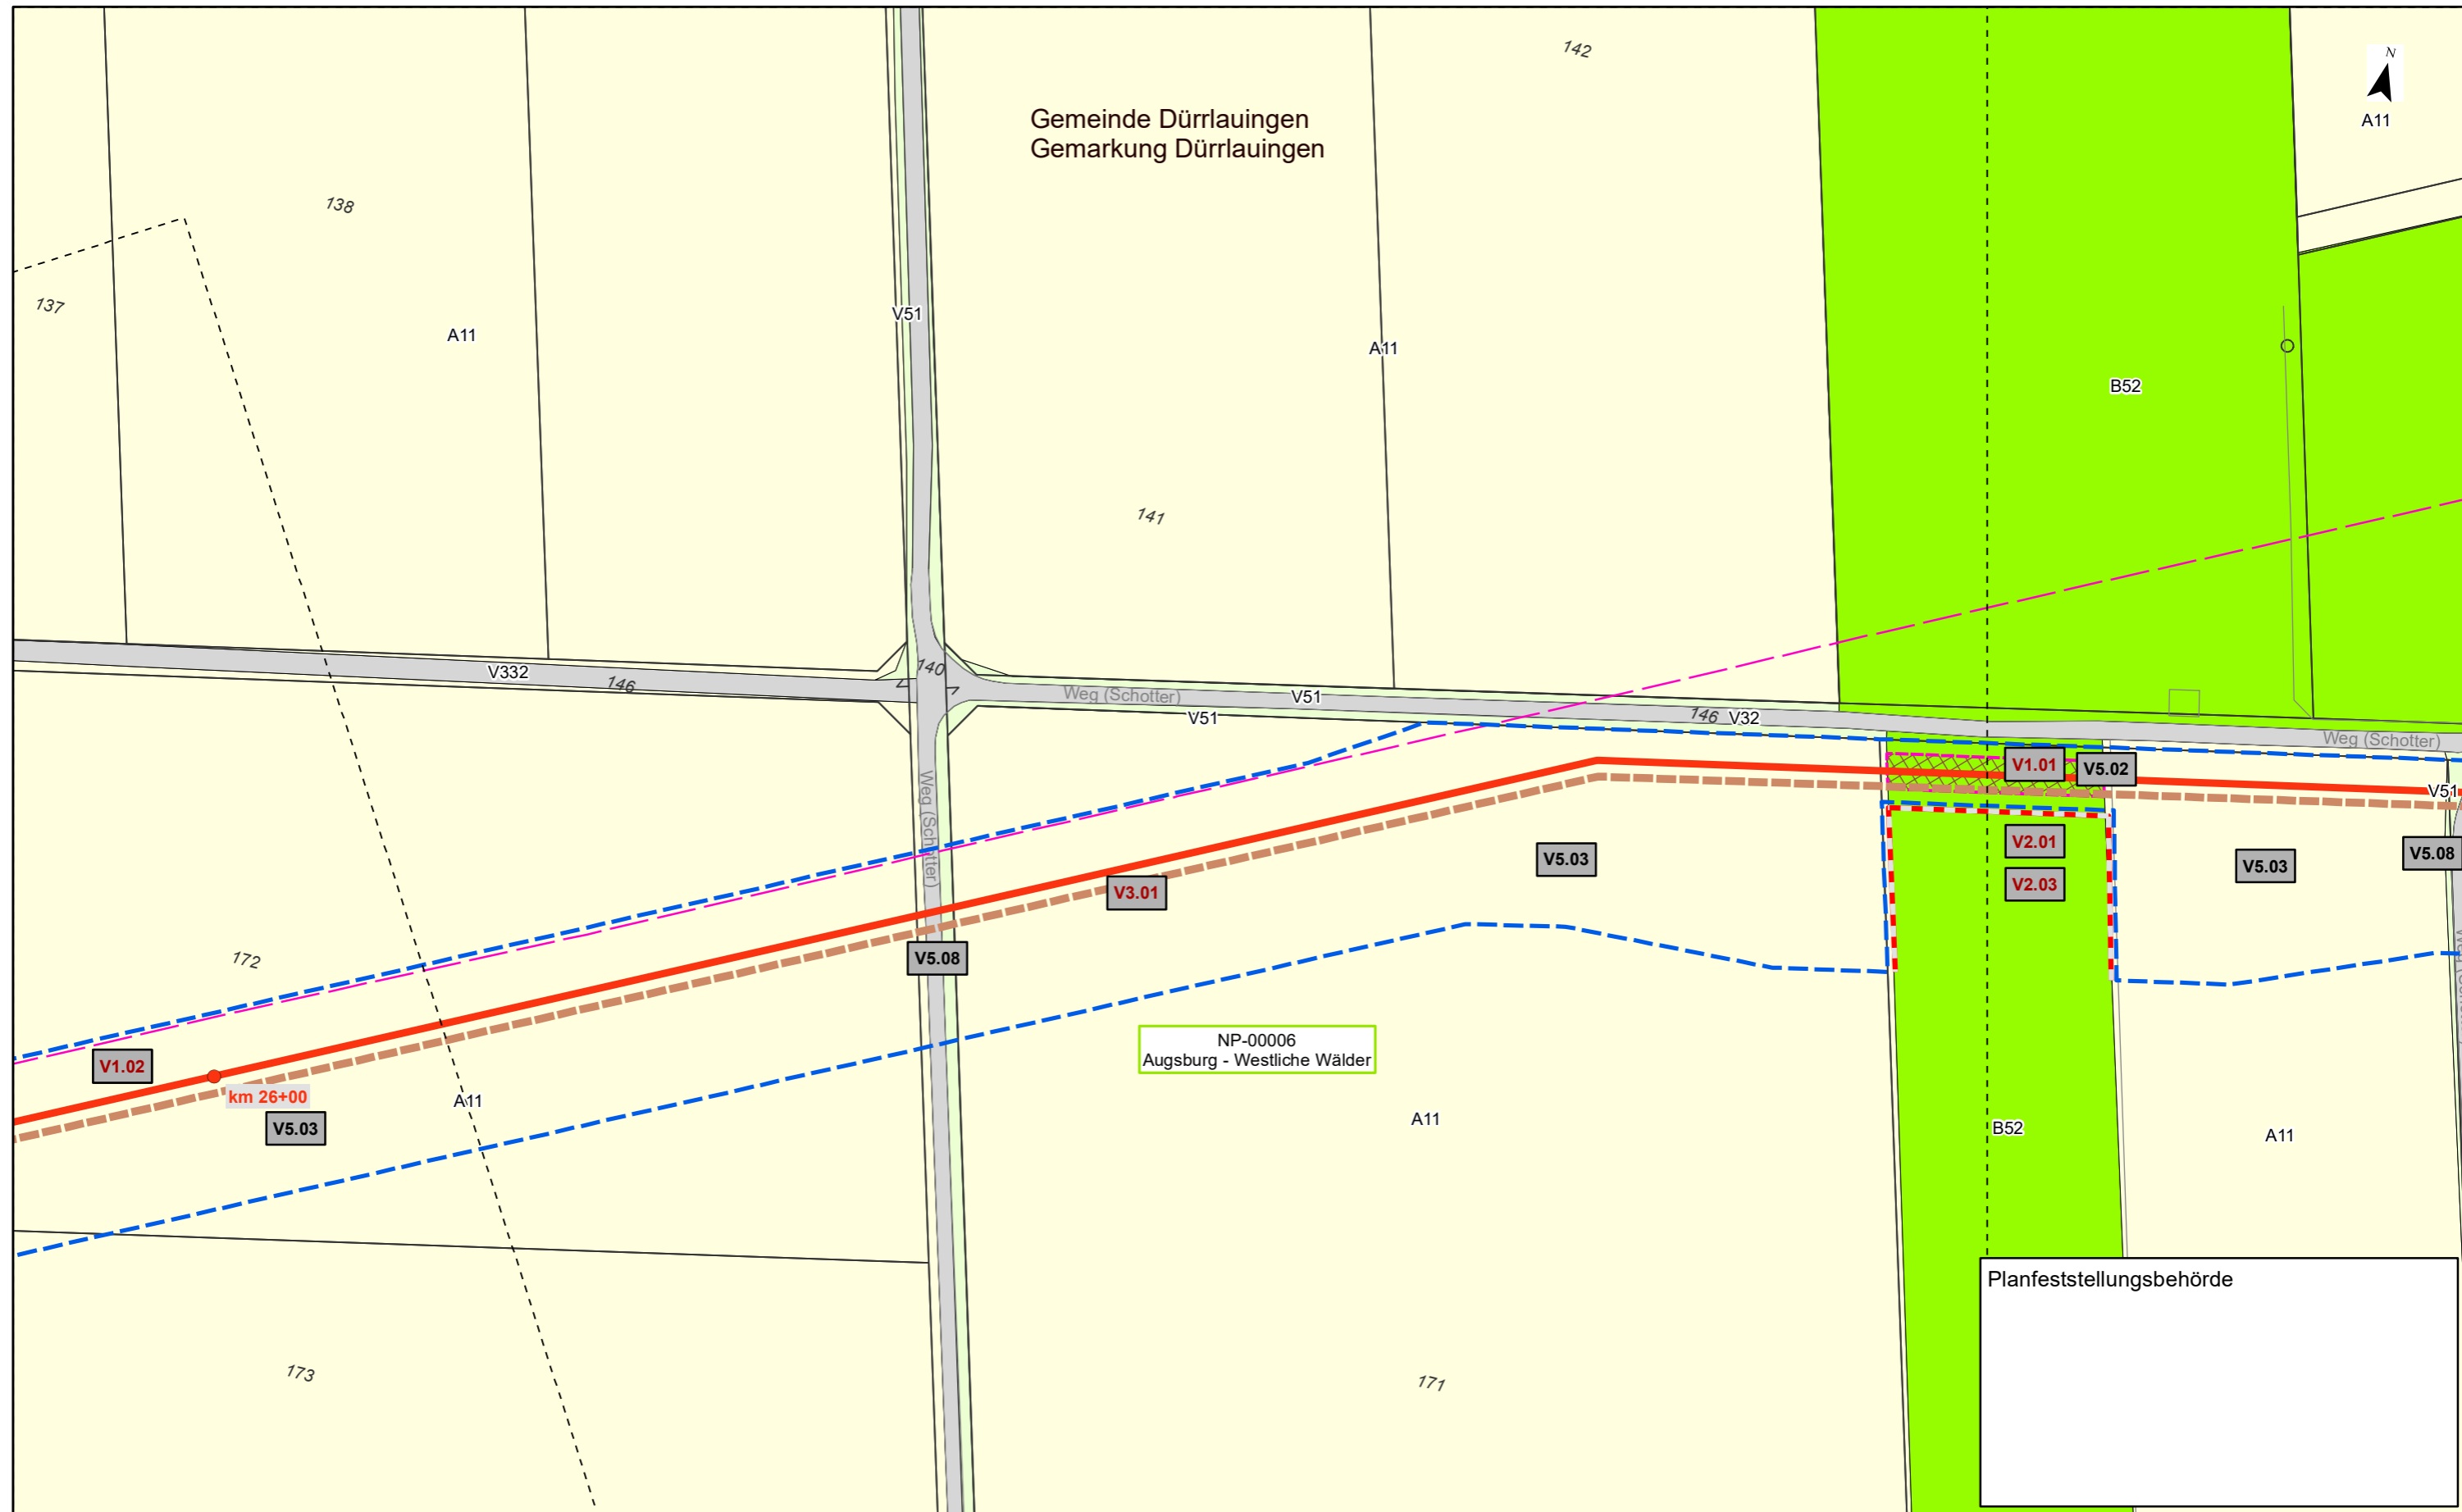 142
N
A11
Gemeinde Dürrlauingen
Gemarkung Dürrlauingen
138
137
A11
V51
A11
B52
141
140
V332
146
Weg (Schotter)
V51
V51
146
V32
Weg (Schotter)
V1.01
V5.02
V51
Weg (Schotter)
V2.01
V5.03
V5.03
V5.08
V3.01
V2.03
172
V5.08
NP-00006
Augsburg - Westliche Wälder
V1.02
km 26+00
A11
V5.03
A11
B52
A11
Planfeststellungsbehörde
173
171